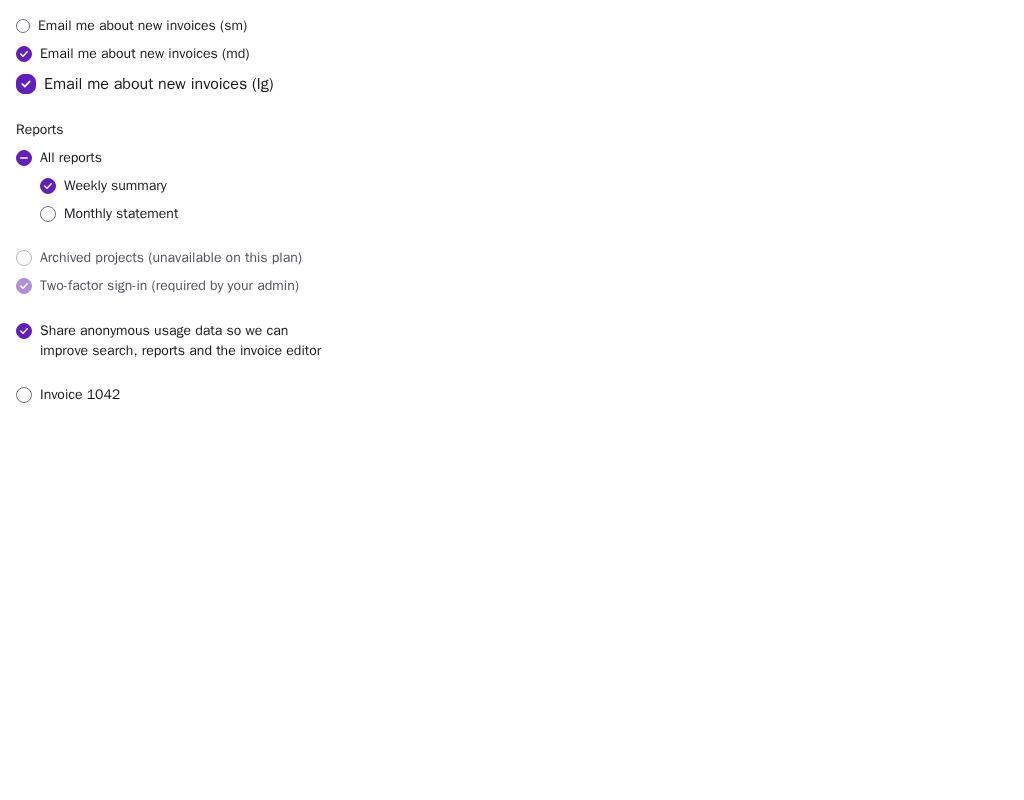 Email me about new invoices (sm)
Email me about new invoices (md)
Email me about new invoices (lg)
Reports
All reports
Weekly summary
Monthly statement
Archived projects (unavailable on this plan)
Two-factor sign-in (required by your admin)
Share anonymous usage data so we can
improve search, reports and the invoice editor
Invoice 1042